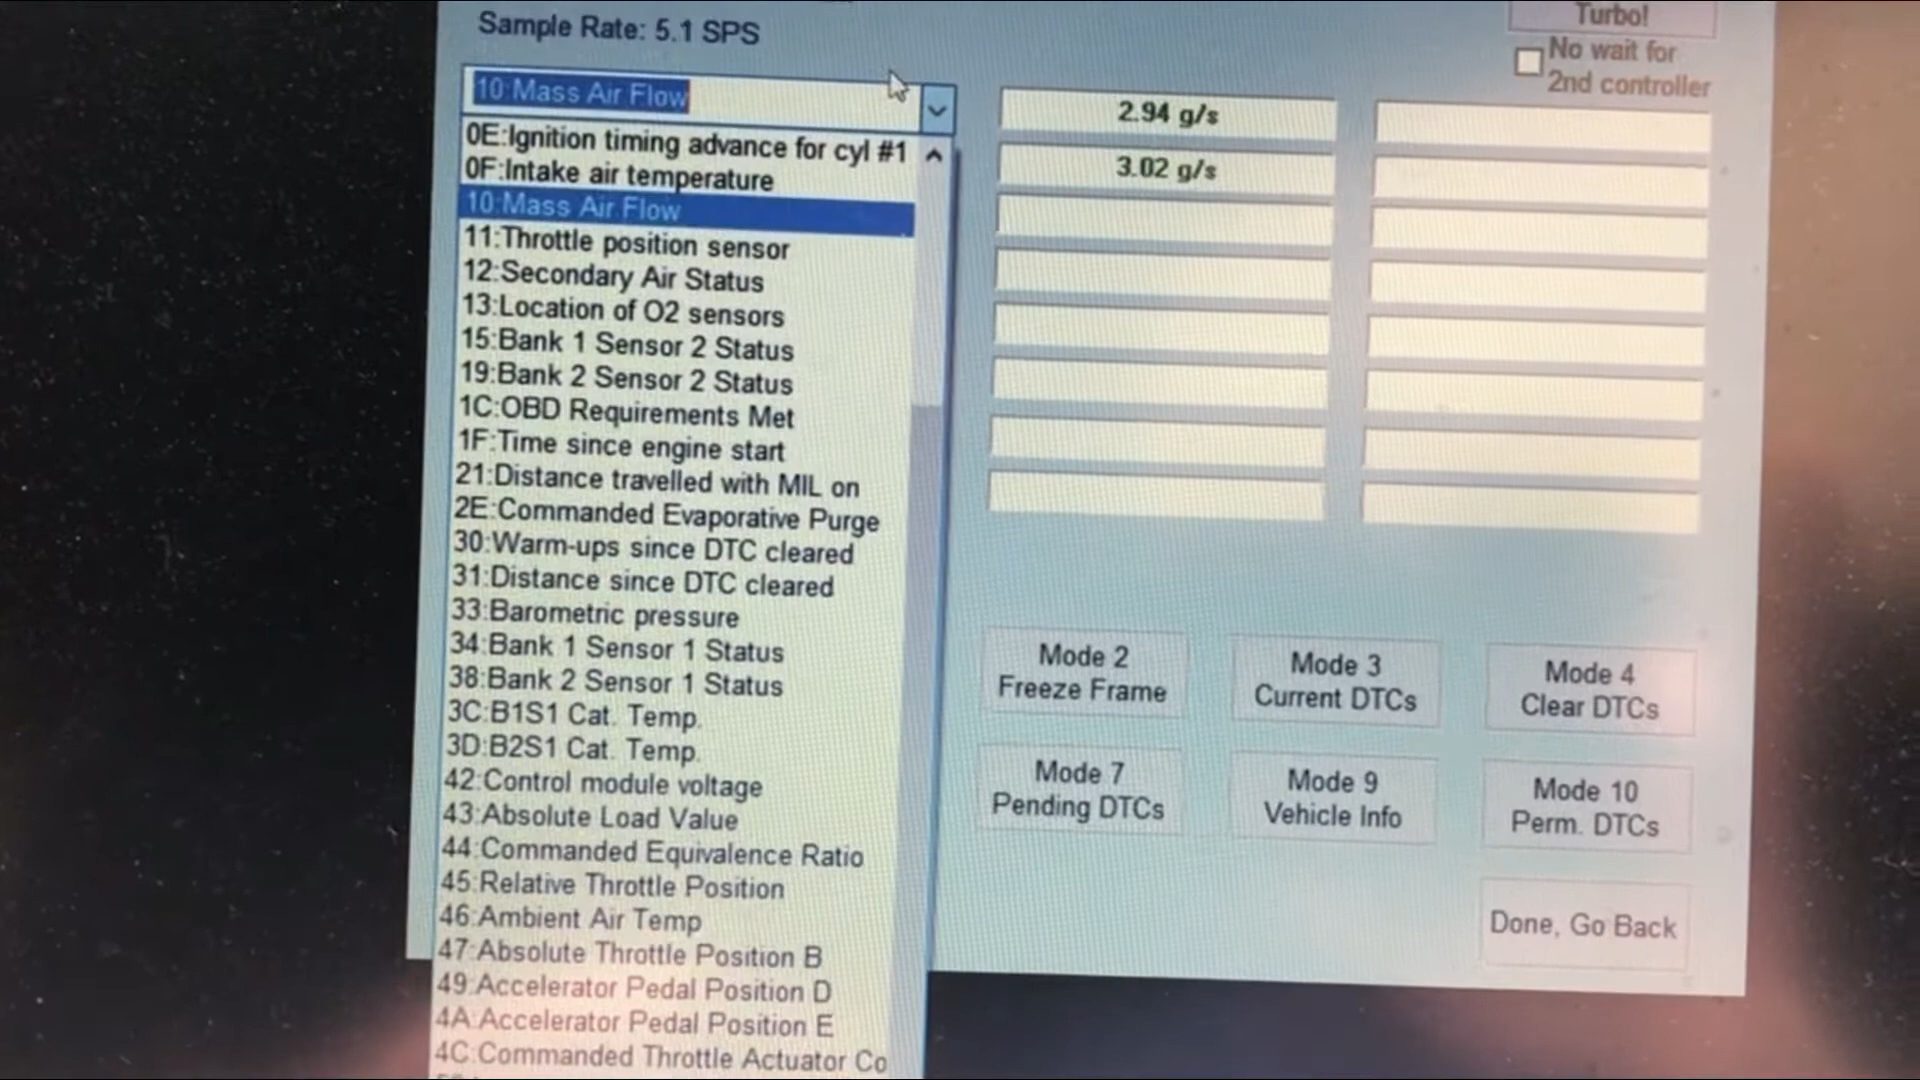 Sample Rate: 5.1 SPS
Turbo!
No wait for
2nd controller
10:Mass Air Flow
2.94 g/s
3.02 g/s
0E:Ignition timing advance for cyl #1
0F:Intake air temperature
10:Mass Air Flow
11:Throttle position sensor
12:Secondary Air Status
13:Location of O2 sensors
15:Bank 1 Sensor 2 Status
19:Bank 2 Sensor 2 Status
1C:OBD Requirements Met
1F:Time since engine start
21:Distance travelled with MIL on
2E:Commanded Evaporative Purge
30:Warm-ups since DTC cleared
31:Distance since DTC cleared
33:Barometric pressure
34:Bank 1 Sensor 1 Status
38:Bank 2 Sensor 1 Status
3C:B1S1 Cat. Temp.
3D:B2S1 Cat. Temp.
42:Control module voltage
43:Absolute Load Value
44:Commanded Equivalence Ratio
45:Relative Throttle Position
46:Ambient Air Temp
47:Absolute Throttle Position B
49:Accelerator Pedal Position D
4A:Accelerator Pedal Position E
4C:Commanded Throttle Actuator Co
Mode 2
Freeze Frame
Mode 3
Current DTCs
Mode 4
Clear DTCs
Mode 7
Pending DTCs
Mode 9
Vehicle Info
Mode 10
Perm. DTCs
Done, Go Back